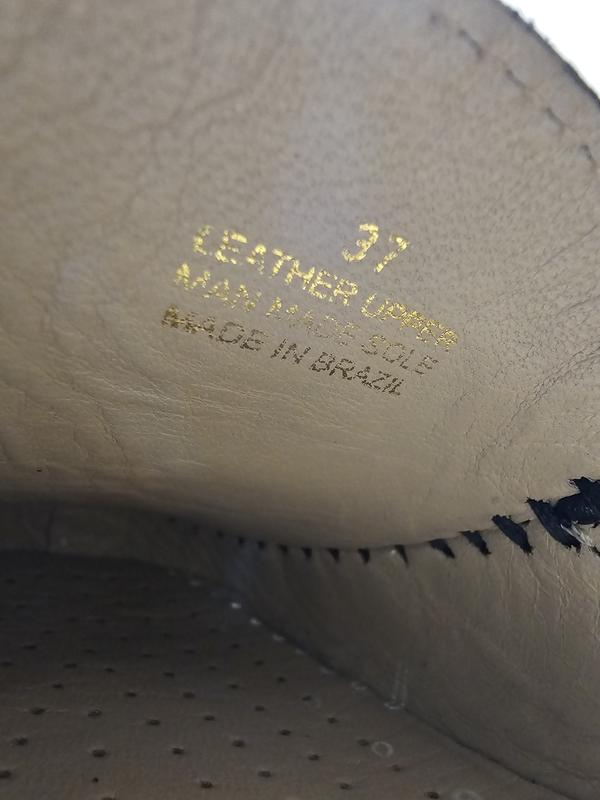 37
LEATHER UPPER
MAN MADE SOLE
MADE IN BRAZIL